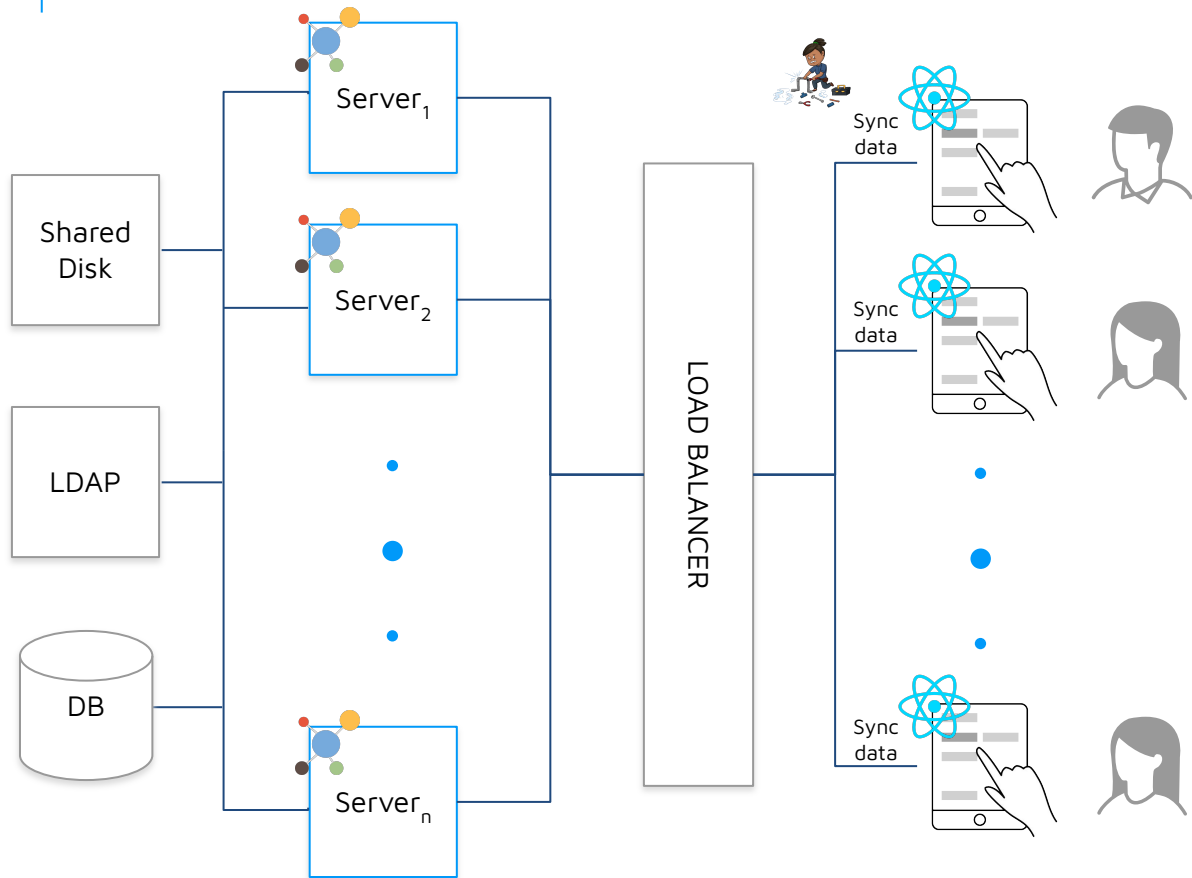 Server1
Sync
data
Shared
Disk
Server2
Sync
data
LOAD BALANCER
LDAP
DB
Sync
data
Servern